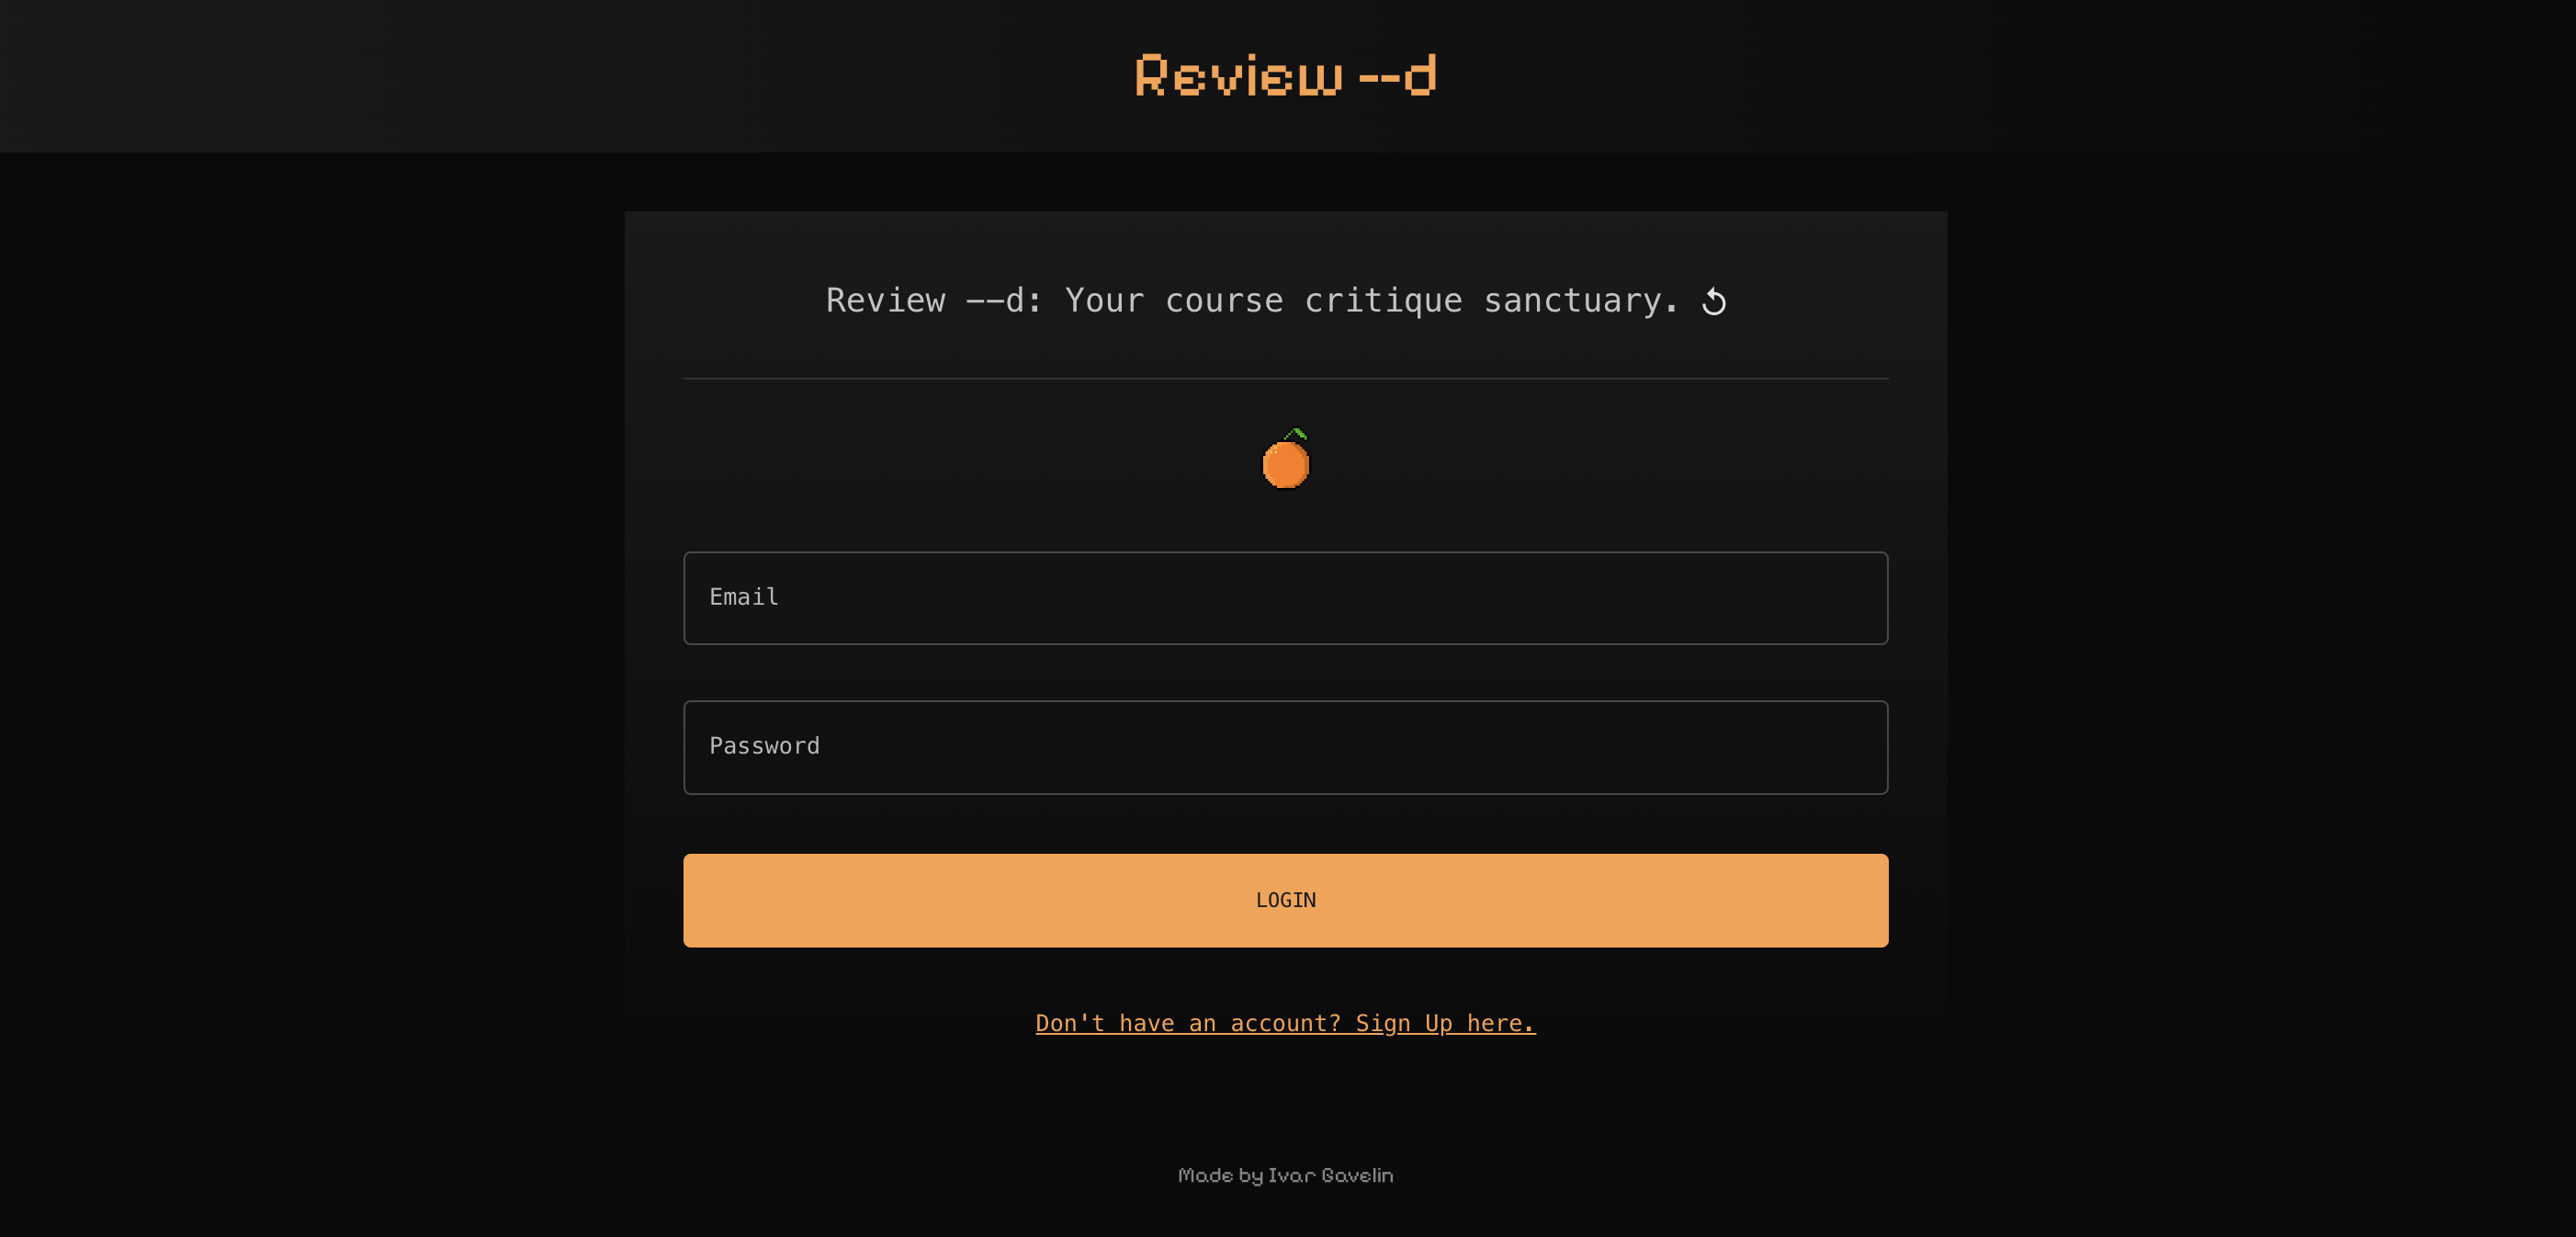 Review --d
Review --d: Your course critique sanctuary.
Email
Password
LOGIN
Don't have an account? Sign Up here.
Made by Ivar Gavelin